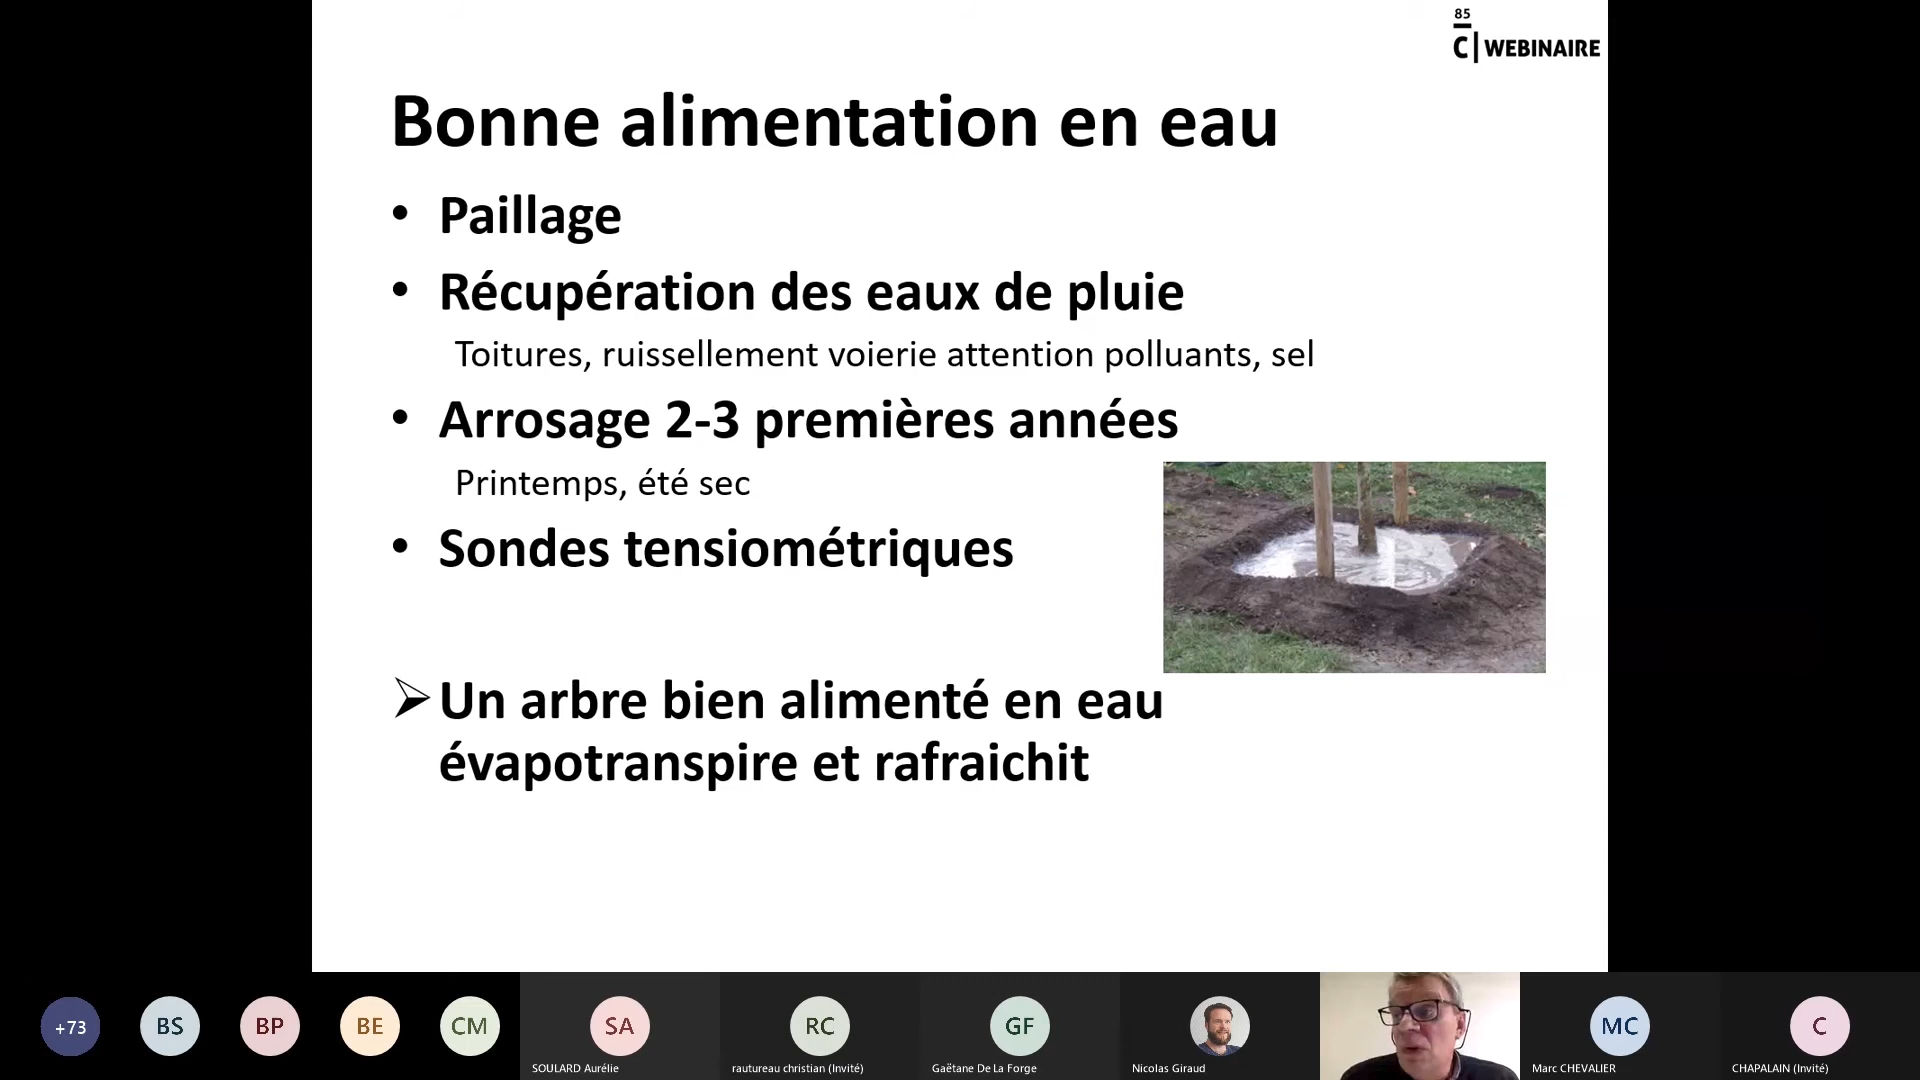 85
C|WEBINAIRE
Bonne alimentation en eau
• Paillage
• Récupération des eaux de pluie
Toitures, ruissellement voierie attention polluants, sel
• Arrosage 2-3 premières années
Printemps, été sec
• Sondes tensiométriques
➢ Un arbre bien alimenté en eau
évapotranspire et rafraichit
+73
BS
BP
BE
CM
SA
RC
GF
MC
C
SOULARD Aurélie
rautureau christian (Invité)
Gaëtane De La Forge
Nicolas Giraud
Marc CHEVALIER
CHAPALAIN (Invité)